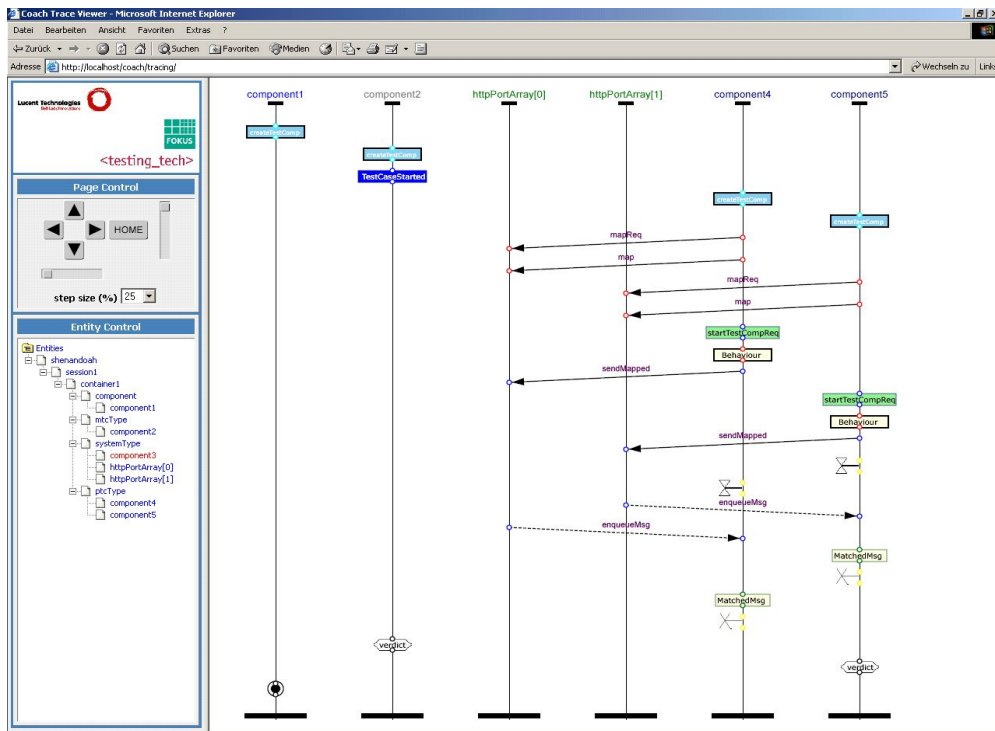 Coach Trace Viewer - Microsoft Internet Explorer
Datei Bearbeiten Ansicht Favoriten Extras ?
Zurück Suchen Favoriten Medien
Adresse http://localhost/coach/tracing/ Wechseln zu Links
Lucent Technologies
Bell Labs Innovations
FOKUS
<testing_tech>
Page Control
HOME
step size (%) 25
Entity Control
Entities
shenandoah
session1
container1
component
component1
mtcType
component2
systemType
component3
httpPortArray[0]
httpPortArray[1]
ptcType
component4
component5
component1 component2 httpPortArray[0] httpPortArray[1] component4 component5
createTestComp
createTestComp
TestCaseStarted
createTestComp
createTestComp
mapReq
map
mapReq
map
startTestCompReq
Behaviour
sendMapped
startTestCompReq
Behaviour
sendMapped
enqueueMsg
enqueueMsg
MatchedMsg
MatchedMsg
verdict
verdict